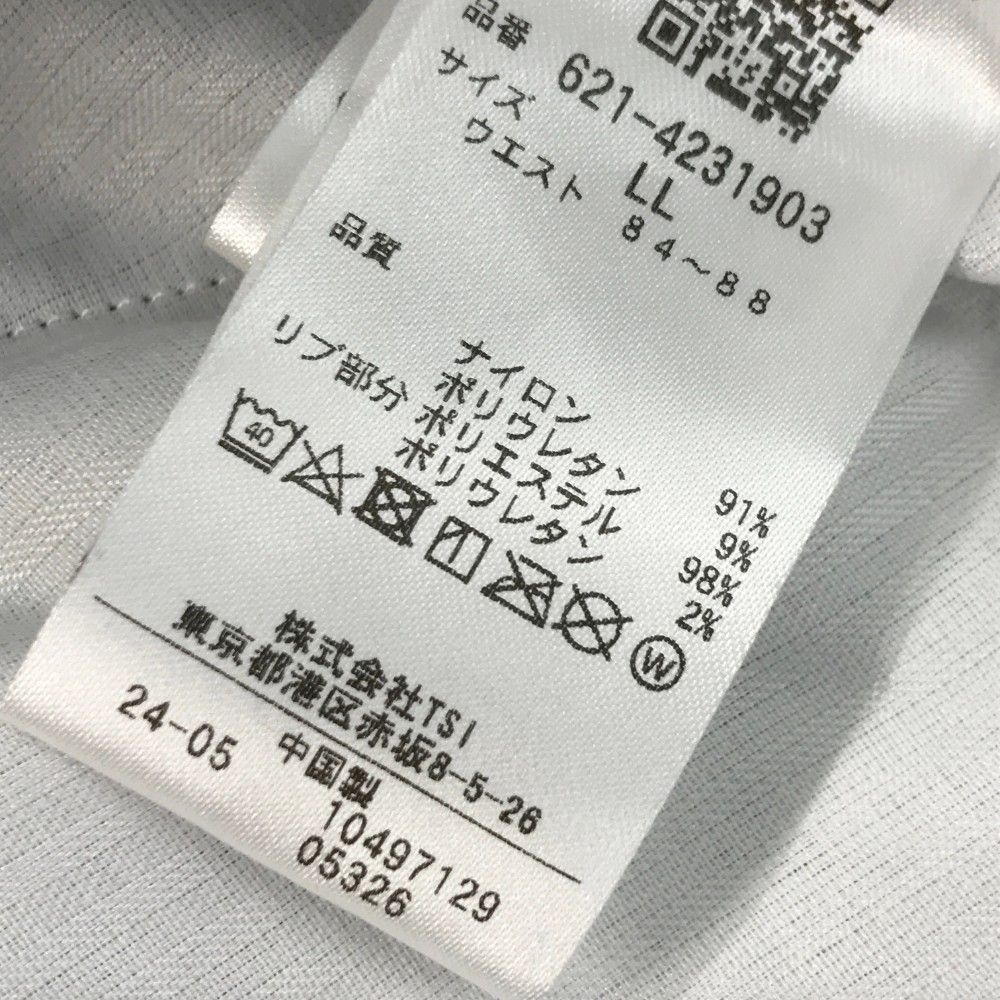 品番 621-4231903
サイズ LL
ウエスト 84～88
品質
ナイロン 91%
ポリウレタン 9%
リブ部分 ポリエステル 98%
ポリウレタン 2%
40
W
株式会社TSI
東京都港区赤坂8-5-26
24-05 中国製
10497129
05326